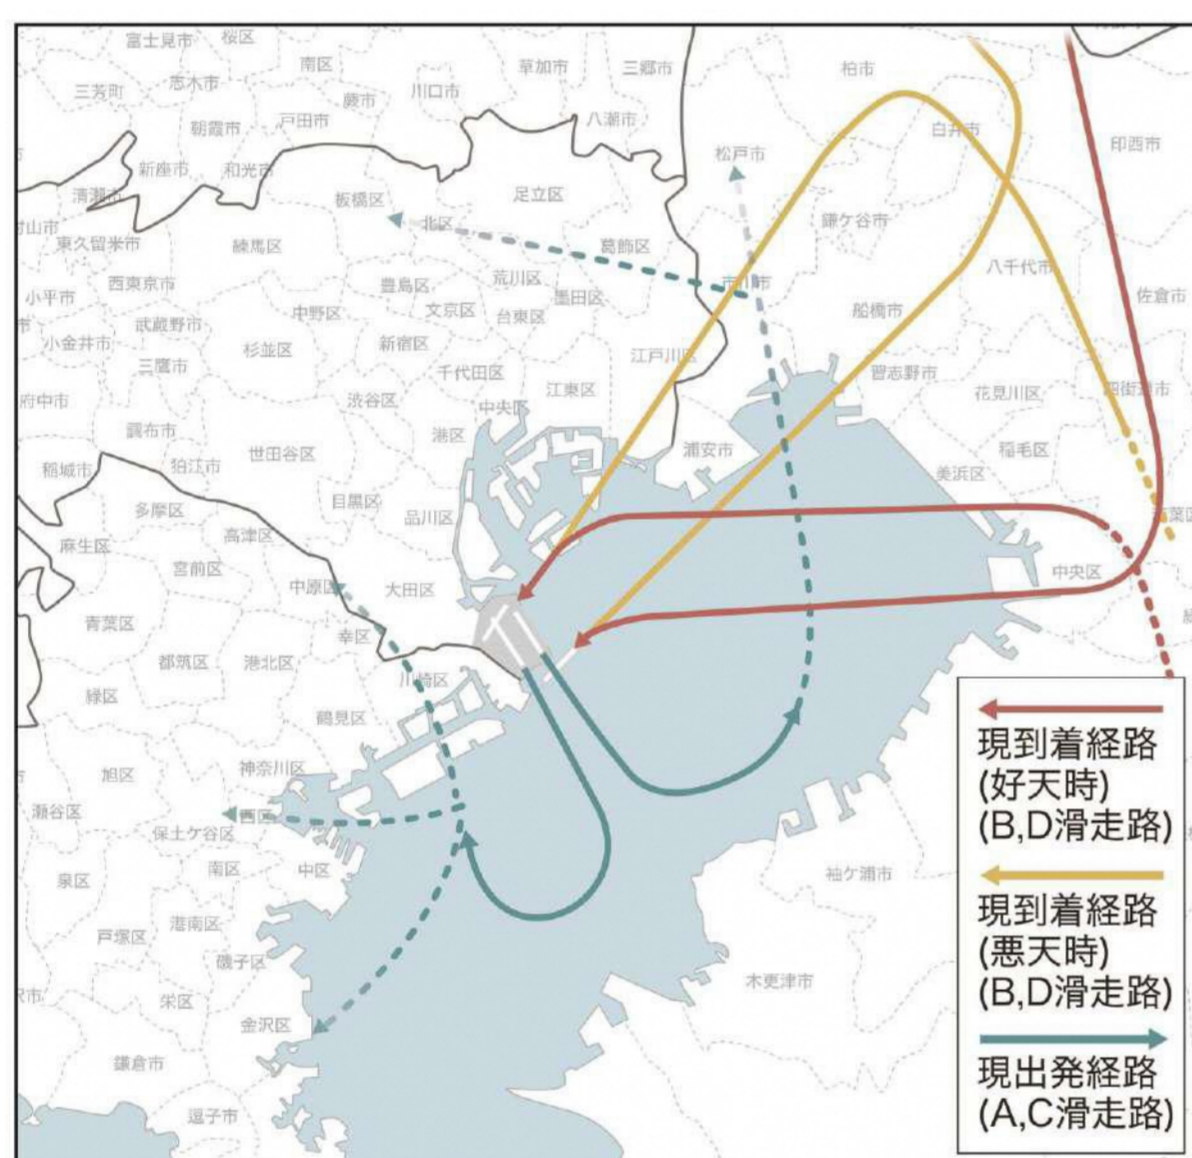 富士見市
桜区
南区
草加市
三郷市
柏市
三芳町
志木市
蕨市
川口市
朝霞市
戸田市
八潮市
白井市
印西市
松戸市
新座市
和光市
清瀬市
板橋区
足立区
北区
鎌ケ谷市
東久留米市
練馬区
葛飾区
八千代市
西東京市
豊島区
荒川区
市川市
小平市
文京区
墨田区
佐倉市
武蔵野市
中野区
台東区
船橋市
小金井市
杉並区
新宿区
江戸川区
三鷹市
千代田区
習志野市
府中市
渋谷区
中央区
江東区
花見川区
四街道市
調布市
港区
稲城市
狛江市
世田谷区
浦安市
稲毛区
美浜区
多摩区
目黒区
品川区
高津区
麻生区
宮前区
中原区
大田区
中央区
青葉区
幸区
都筑区
港北区
川崎区
緑区
鶴見区
旭区
神奈川区
瀬谷区
保土ケ谷区
西区
泉区
南区
中区
袖ケ浦市
戸塚区
港南区
磯子区
木更津市
栄区
金沢区
鎌倉市
逗子市
現到着経路
(好天時)
(B,D滑走路)
現到着経路
(悪天時)
(B,D滑走路)
現出発経路
(A,C滑走路)